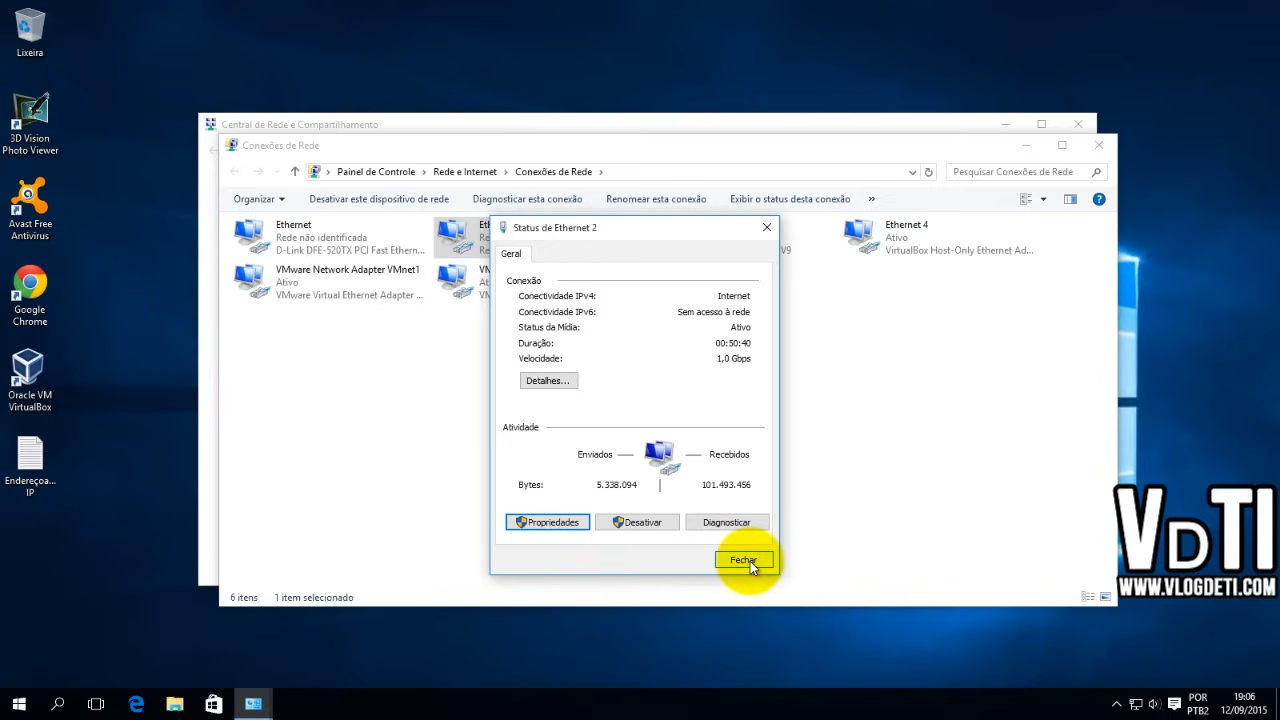 Lixeira
3D Vision
Photo Viewer
Avast Free
Antivirus
Google
Chrome
Oracle VM
VirtualBox
Endereço...
IP
Central de Rede e Compartilhamento
Conexões de Rede
Painel de Controle
Rede e Internet
Conexões de Rede
Pesquisar Conexões de Rede
Organizar
Desativar este dispositivo de rede
Diagnosticar esta conexão
Renomear esta conexão
Exibir o status desta conexão
»
Ethernet
Rede não identificada
D-Link DFE-520TX PCI Fast Ethern...
Eth
Re
Re
V9
Ethernet 4
Ativo
VirtualBox Host-Only Ethernet Ad...
VMware Network Adapter VMnet1
Ativo
VMware Virtual Ethernet Adapter ...
VM
Ati
VM
Status de Ethernet 2
Geral
Conexão
Conectividade IPv4: Internet
Conectividade IPv6: Sem acesso à rede
Status da Mídia: Ativo
Duração: 00:50:40
Velocidade: 1,0 Gbps
Detalhes...
Atividade
Enviados
Recebidos
Bytes: 5.338.094 101.493.456
Propriedades
Desativar
Diagnosticar
Fechar
6 itens
1 item selecionado
VDTI
WWW.VLOGDETI.COM
POR
PTB2
19:06
12/09/2015